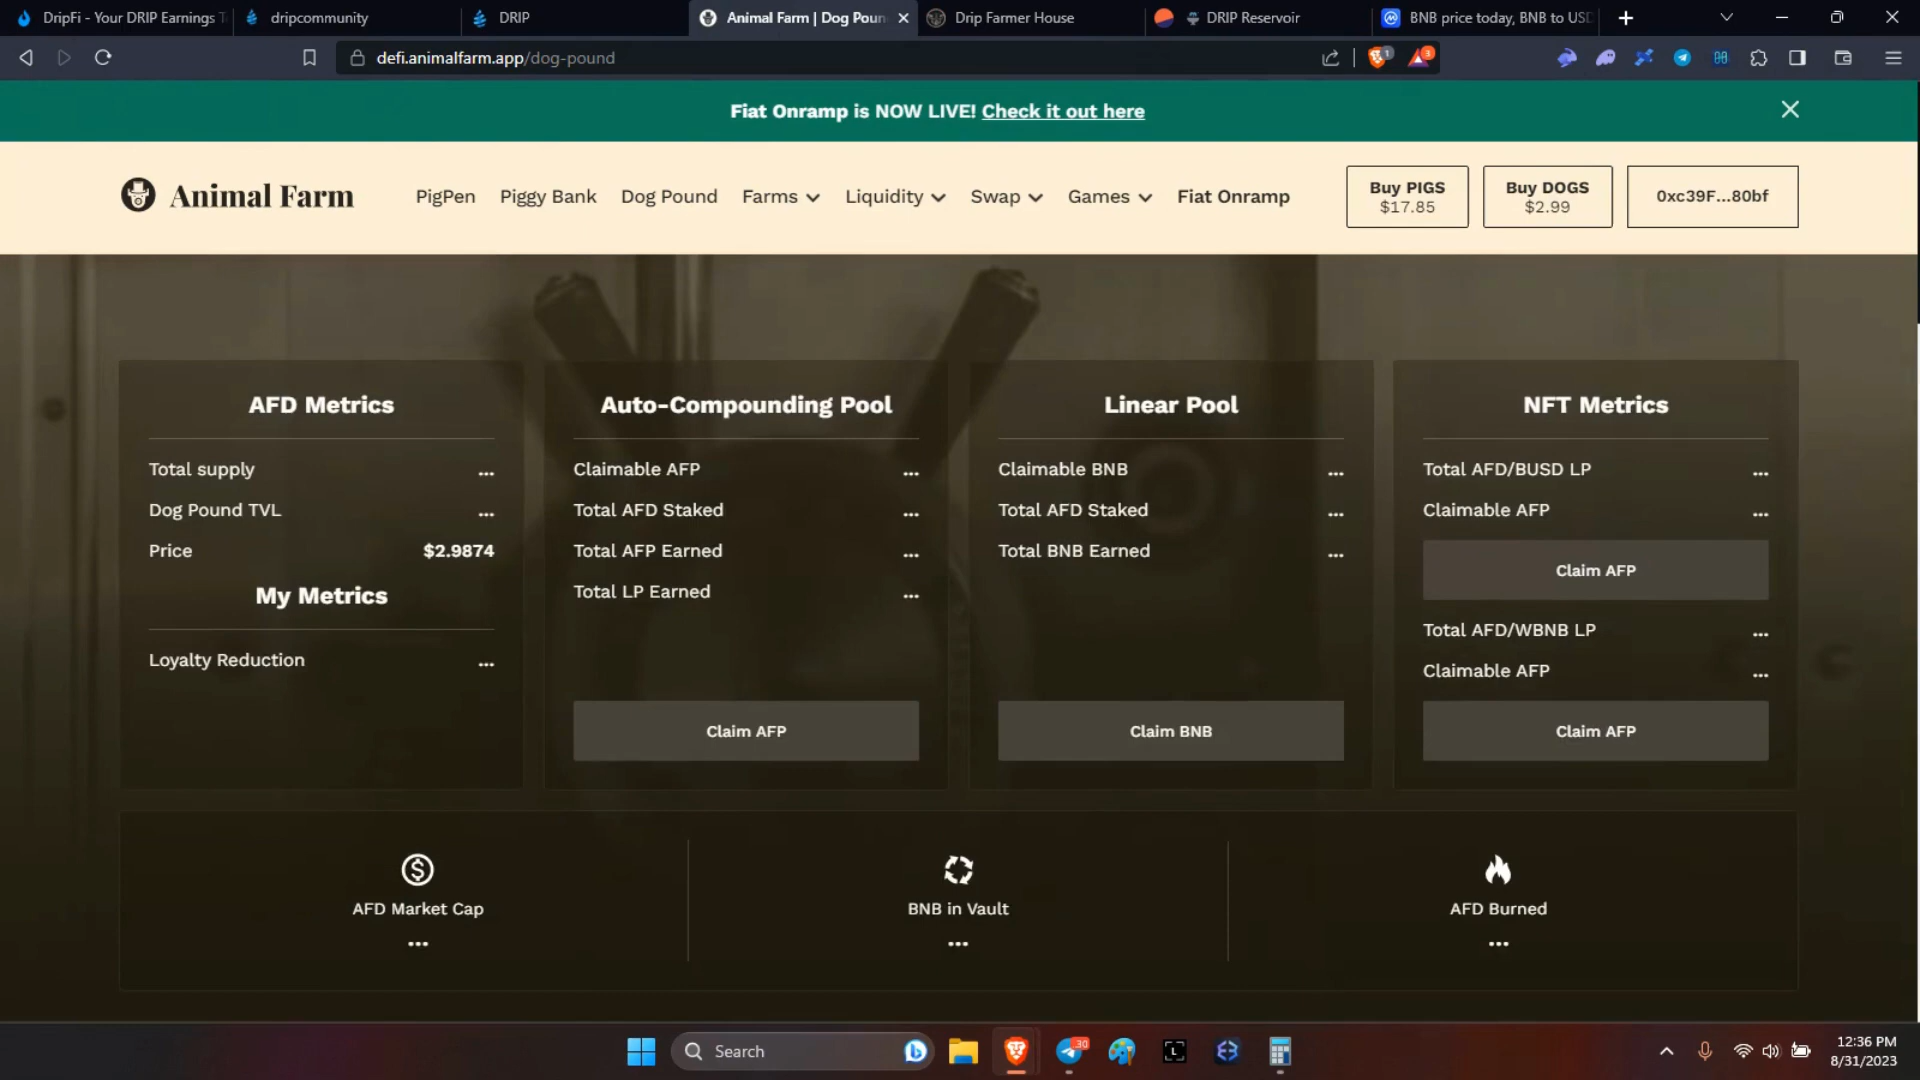 DripFi - Your DRIP Earnings
dripcommunity
DRIP
Animal Farm | Dog Poun
Drip Farmer House
DRIP Reservoir
BNB price today, BNB to USD
defi.animalfarm.app/dog-pound
1
3
Fiat Onramp is NOW LIVE! Check it out here
Animal Farm
PigPen
Piggy Bank
Dog Pound
Farms
Liquidity
Swap
Games
Fiat Onramp
Buy PIGS
$17.85
Buy DOGS
$2.99
0xc39F...80bf
AFD Metrics
Total supply ...
Dog Pound TVL ...
Price $2.9874
My Metrics
Loyalty Reduction ...
Auto-Compounding Pool
Claimable AFP ...
Total AFD Staked ...
Total AFP Earned ...
Total LP Earned ...
Claim AFP
Linear Pool
Claimable BNB ...
Total AFD Staked ...
Total BNB Earned ...
Claim BNB
NFT Metrics
Total AFD/BUSD LP ...
Claimable AFP ...
Claim AFP
Total AFD/WBNB LP ...
Claimable AFP ...
Claim AFP
AFD Market Cap
...
BNB in Vault
...
AFD Burned
...
Search
30
L
12:36 PM
8/31/2023